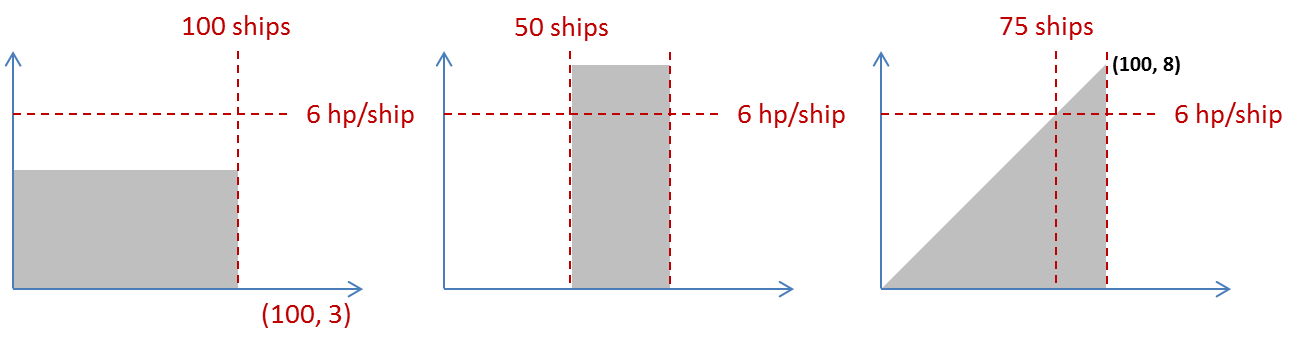 100 ships
6 hp/ship
(100, 3)
50 ships
6 hp/ship
75 ships
(100, 8)
6 hp/ship